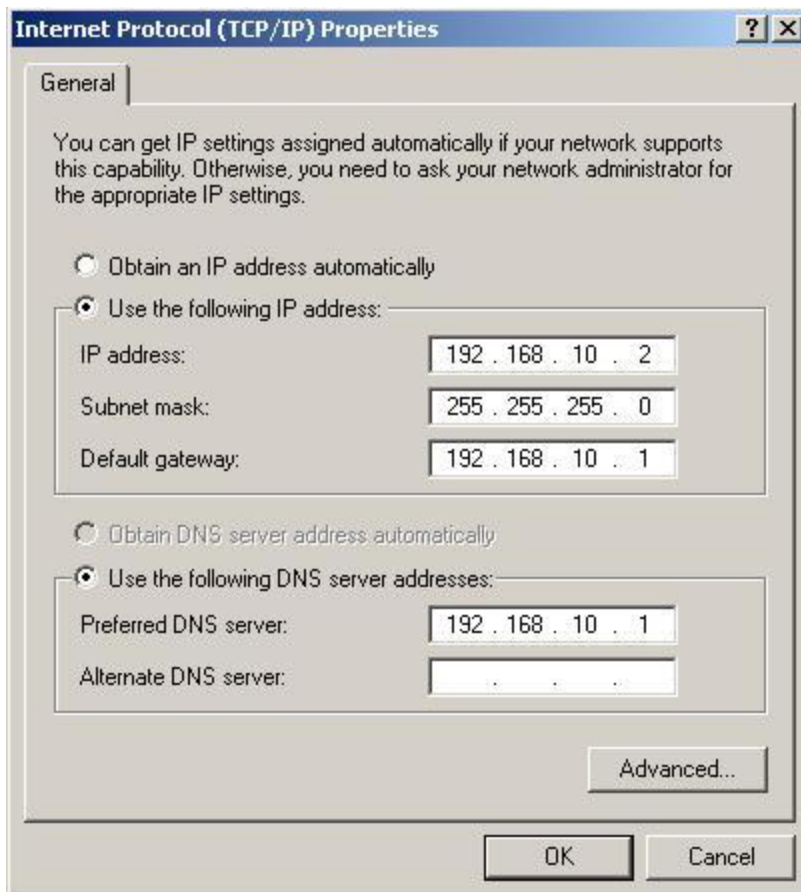 Internet Protocol (TCP/IP) Properties
General
You can get IP settings assigned automatically if your network supports
this capability. Otherwise, you need to ask your network administrator for
the appropriate IP settings.
Obtain an IP address automatically
Use the following IP address:
IP address: 192 . 168 . 10 . 2
Subnet mask: 255 . 255 . 255 . 0
Default gateway: 192 . 168 . 10 . 1
Obtain DNS server address automatically
Use the following DNS server addresses:
Preferred DNS server: 192 . 168 . 10 . 1
Alternate DNS server: . . .
Advanced...
OK Cancel